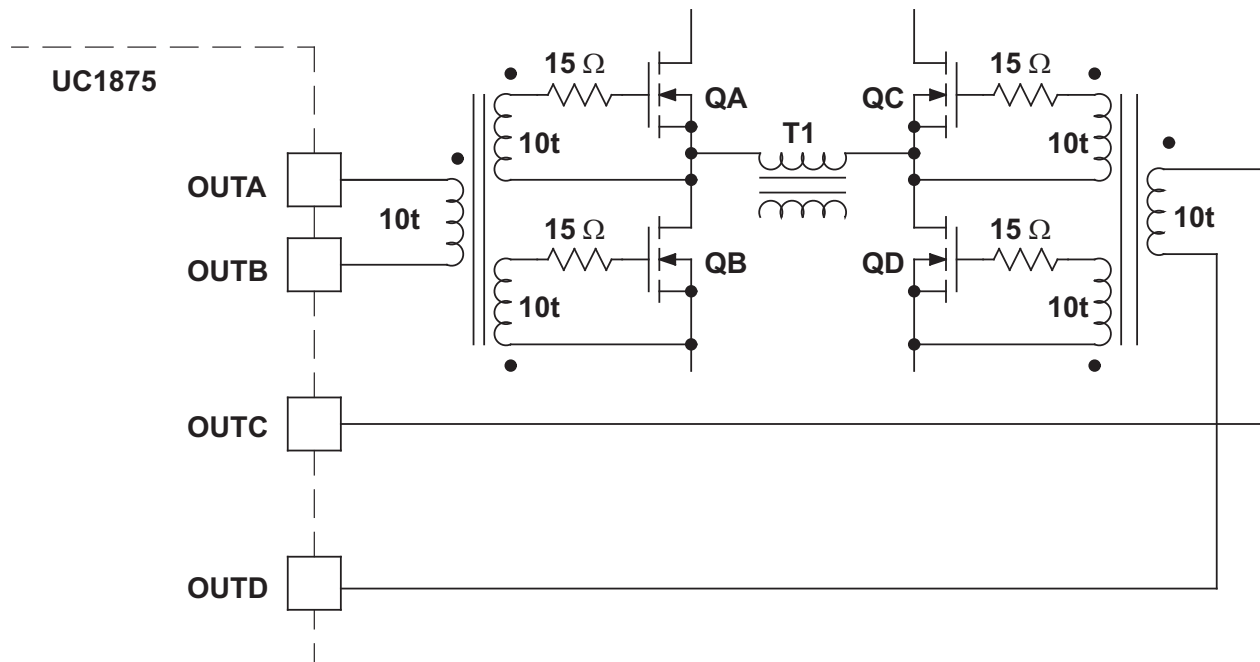 UC1875
15 Ω
QA
10t
T1
15 Ω
QC
10t
OUTA
10t
OUTB
15 Ω
QB
10t
15 Ω
QD
10t
10t
OUTC
OUTD